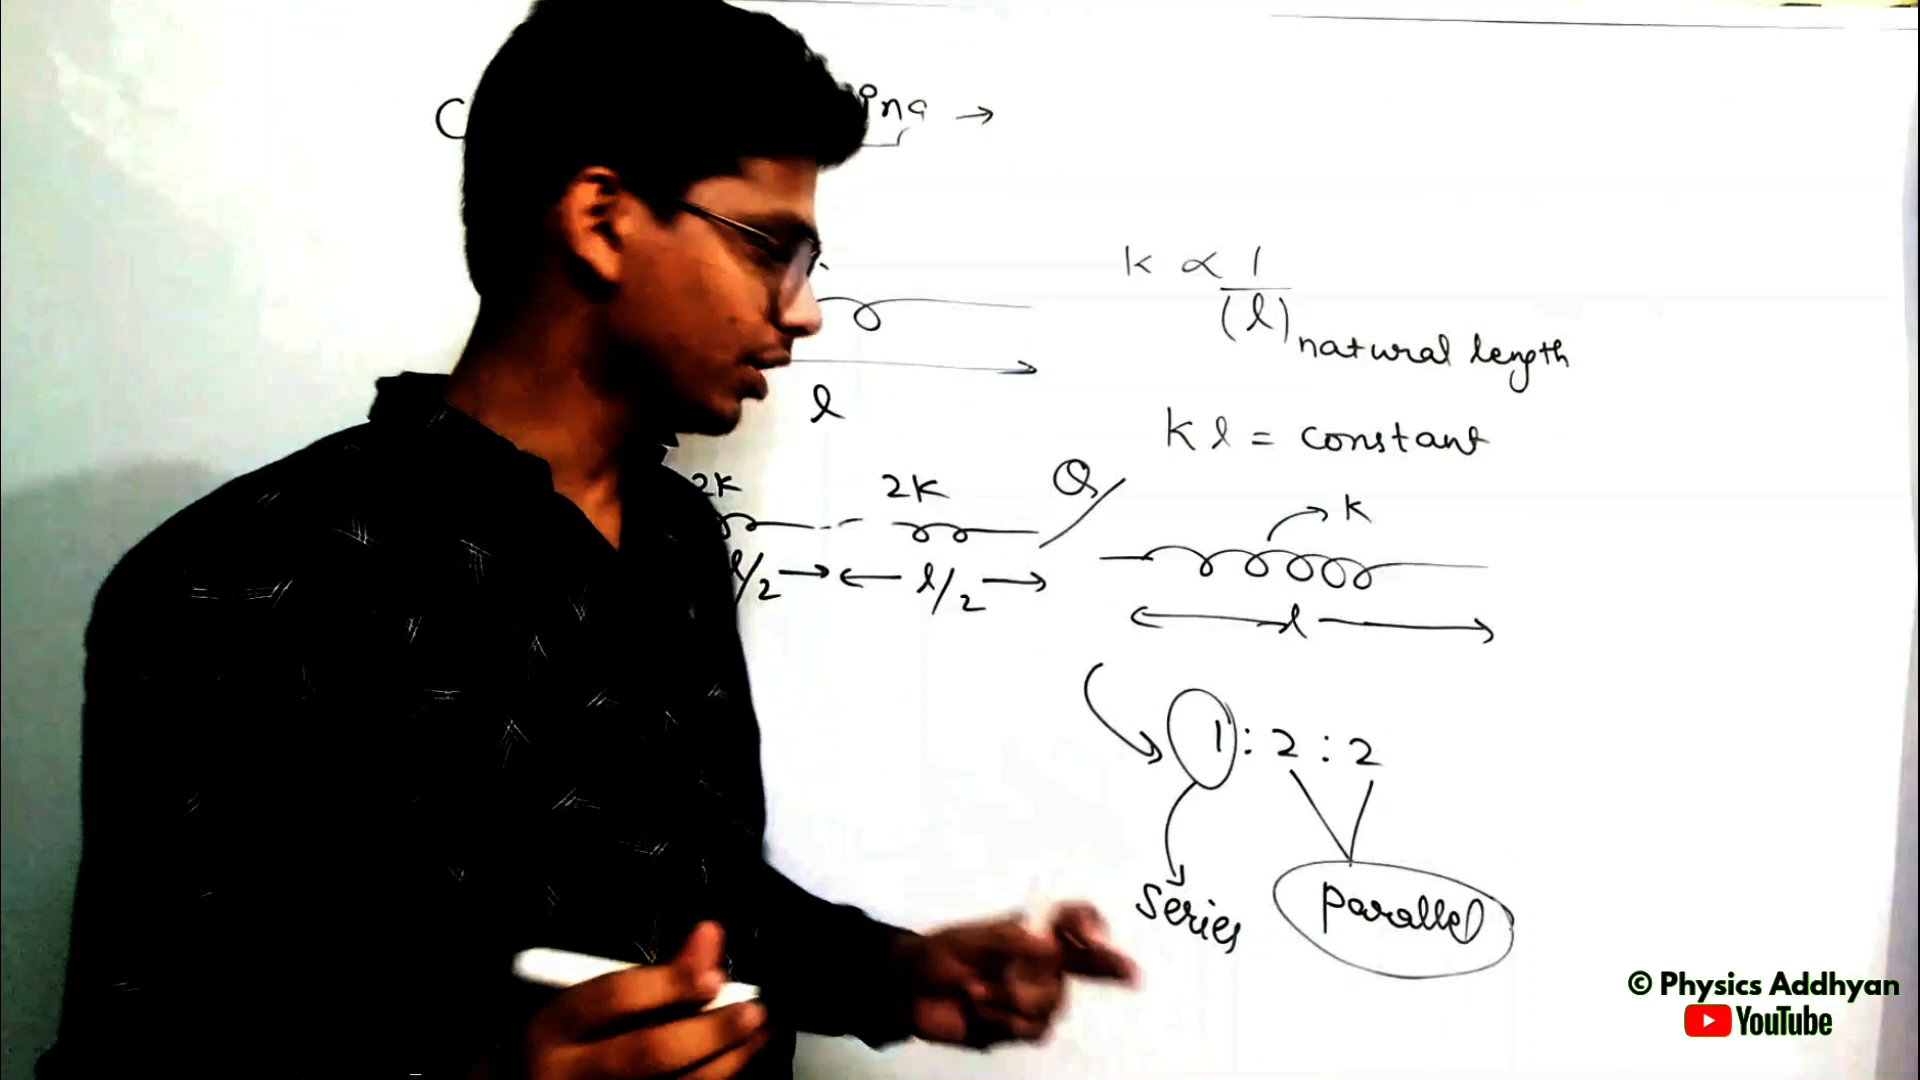 →
k ∝ 1
(l) natural length
l
k l = constant
2K 2K Q/
k
l/2 → ← l/2 →
l
1 : 2 : 2
Series parallel
© Physics Addhyan
YouTube